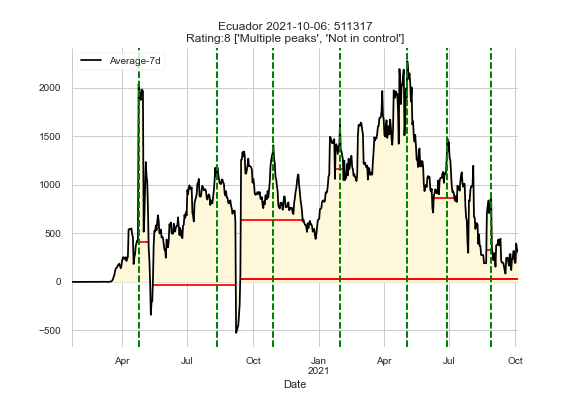 Ecuador 2021-10-06: 511317
Rating:8 ['Multiple peaks', 'Not in control']
Average-7d
2000
1500
1000
500
0
−500
Apr
Jul
Oct
Jan
2021
Apr
Jul
Oct
Date